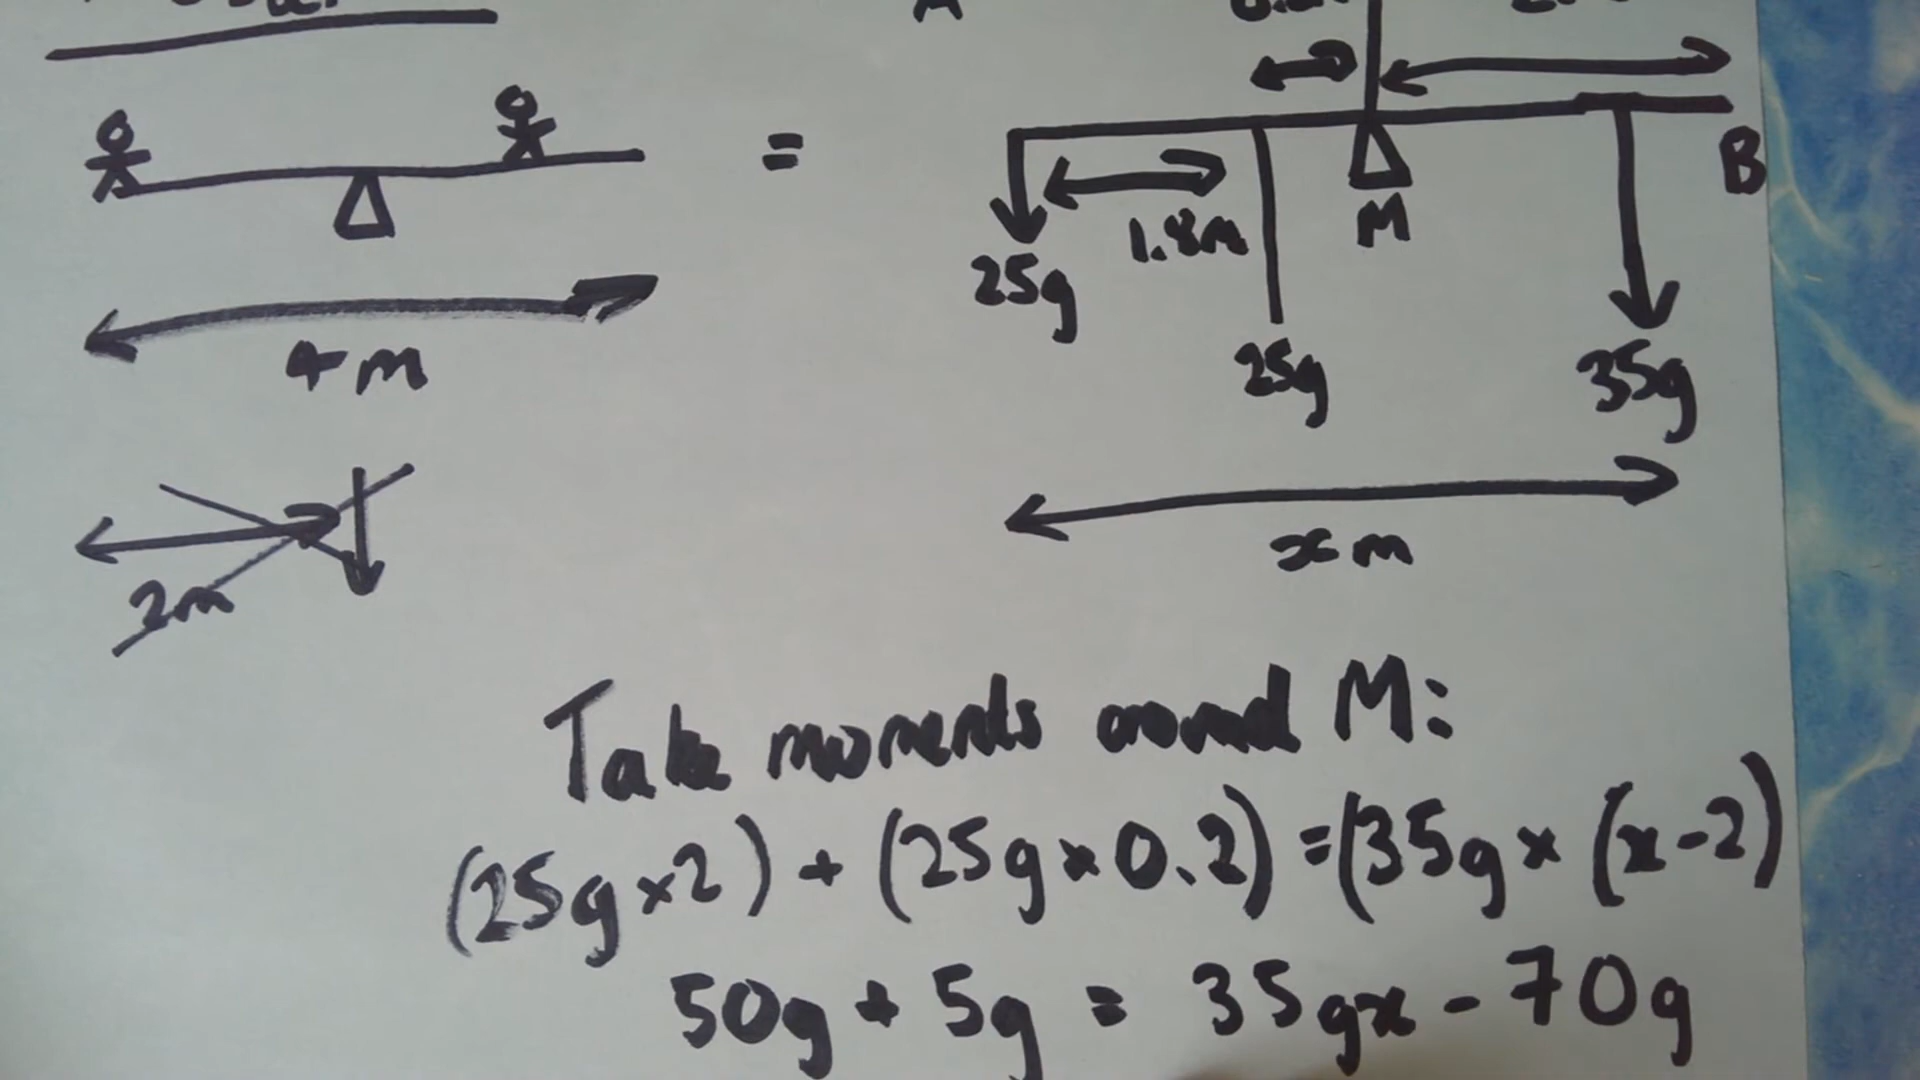 A
=
B
M
1.8m
25g
4m
25g
35g
x m
2m
Take moments around M:
(25g×2) + (25g×0.2) = (35g × (x-2)
50g + 5g = 35gx - 70g